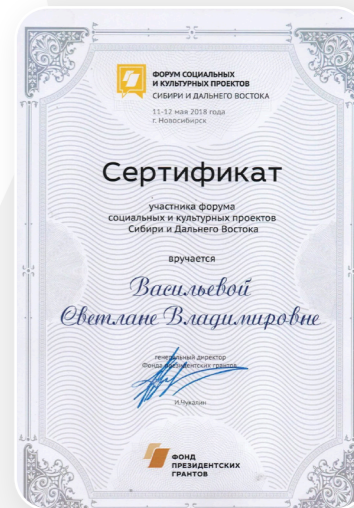 ФОРУМ СОЦИАЛЬНЫХ
И КУЛЬТУРНЫХ ПРОЕКТОВ
СИБИРИ И ДАЛЬНЕГО ВОСТОКА
11-12 мая 2018 года
г. Новосибирск
Сертификат
участника форума
социальных и культурных проектов
Сибири и Дальнего Востока
вручается
Васильевой
Светлане Владимировне
генеральный директор
Фонда президентских грантов
И.Чукалин
ФОНД
ПРЕЗИДЕНТСКИХ
ГРАНТОВ